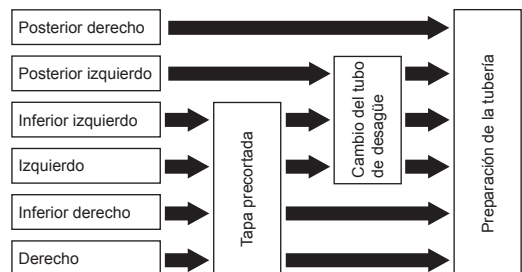 Posterior derecho
Posterior izquierdo
Inferior izquierdo
Izquierdo
Inferior derecho
Derecho
Tapa precortada
Cambio del tubo
de desagüe
Preparación de la tubería